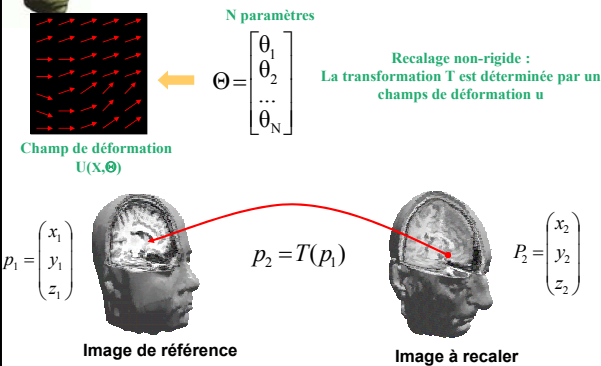 N paramètres
Θ = [θ₁ θ₂ ... θ_N]
Recalage non-rigide :
La transformation T est déterminée par un
champs de déformation u
Champ de déformation
U(X,Θ)
p₁ = (x₁ y₁ z₁)
p₂ = T(p₁)
P₂ = (x₂ y₂ z₂)
Image de référence
Image à recaler